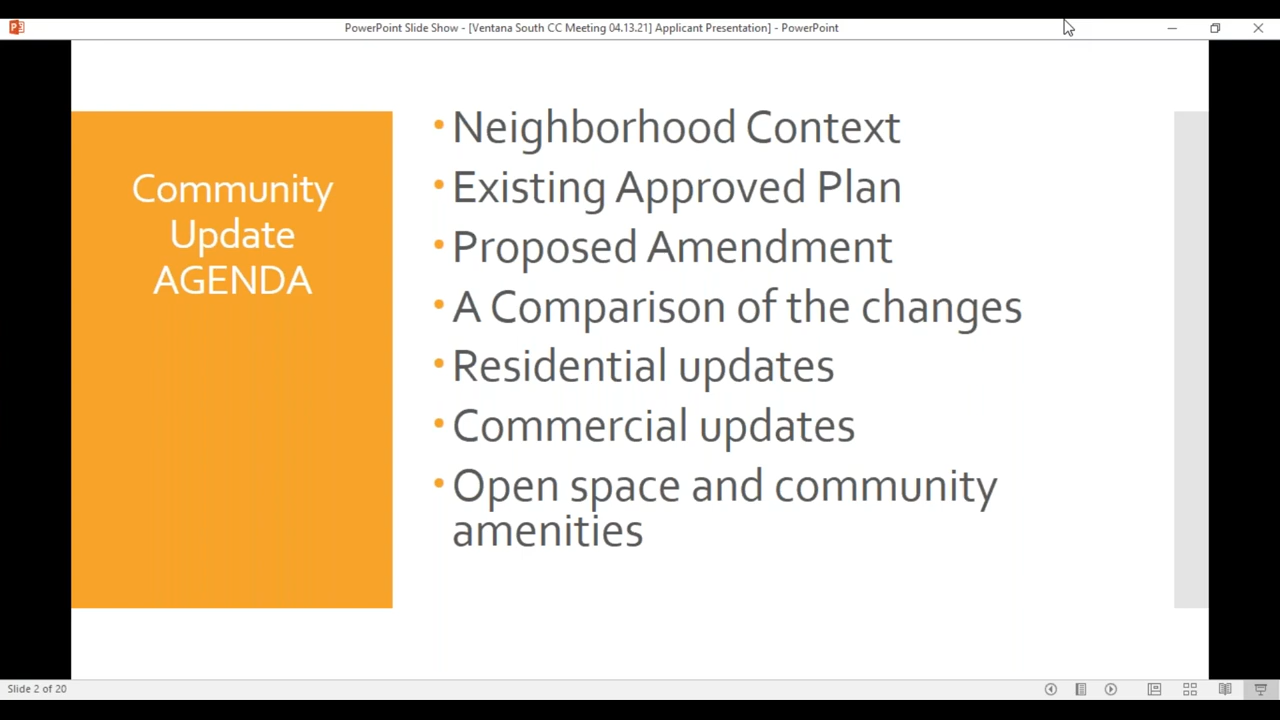 PowerPoint Slide Show - [Ventana South CC Meeting 04.13.21] Applicant Presentation] - PowerPoint
Community
Update
AGENDA
• Neighborhood Context
• Existing Approved Plan
• Proposed Amendment
• A Comparison of the changes
• Residential updates
• Commercial updates
• Open space and community
amenities
Slide 2 of 20